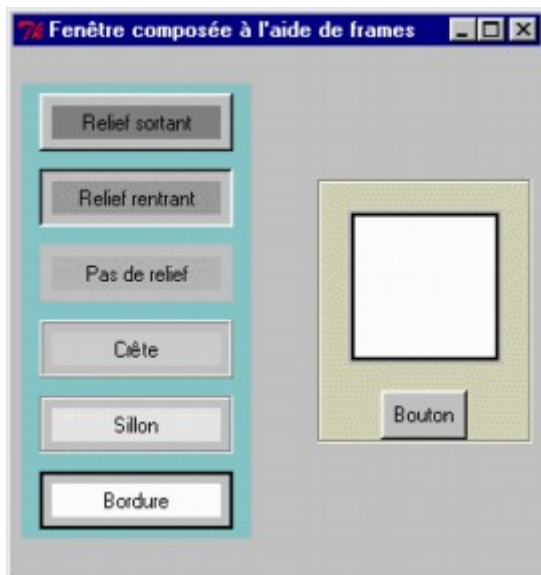 Fenêtre composée à l'aide de frames
Relief sortant
Relief rentrant
Pas de relief
Crête
Sillon
Bordure
Bouton